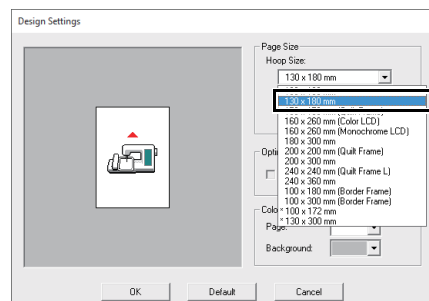 Design Settings
Page Size
Hoop Size:
130 x 180 mm
130 x 180 mm
160 x 260 mm (Color LCD)
160 x 260 mm (Monochrome LCD)
180 x 300 mm
200 x 200 mm (Quilt Frame)
200 x 300 mm
240 x 240 mm (Quilt Frame L)
240 x 360 mm
100 x 180 mm (Border Frame)
100 x 300 mm (Border Frame)
* 100 x 172 mm
* 130 x 300 mm
Page:
Background:
OK
Default
Cancel